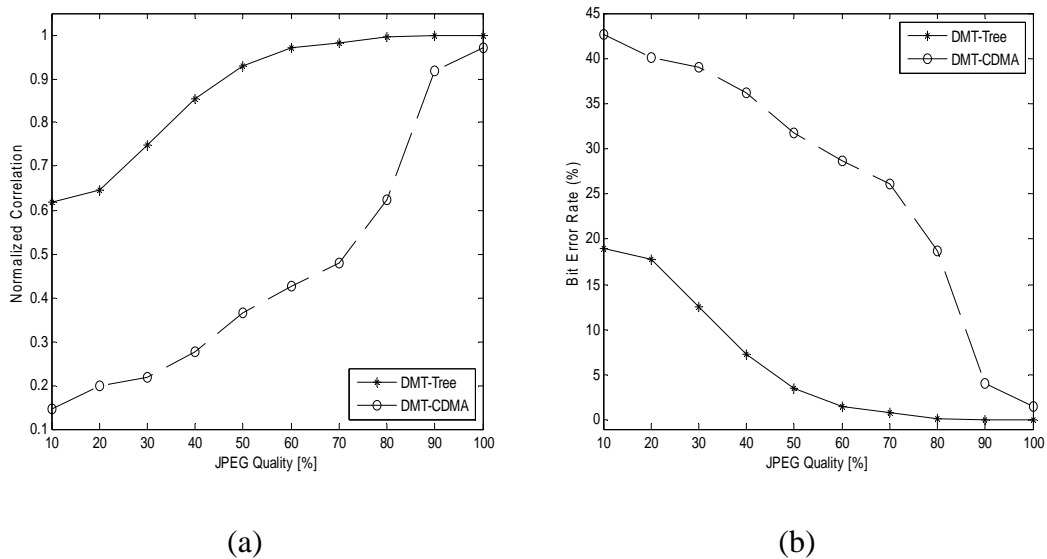 1
0.9
0.8
0.7
0.6
0.5
0.4
0.3
0.2
0.1
Normalized Correlation
10 20 30 40 50 60 70 80 90 100
JPEG Quality [%]
DMT-Tree
DMT-CDMA
(a)
45
40
35
30
25
20
15
10
5
0
Bit Error Rate (%)
10 20 30 40 50 60 70 80 90 100
JPEG Quality [%]
DMT-Tree
DMT-CDMA
(b)